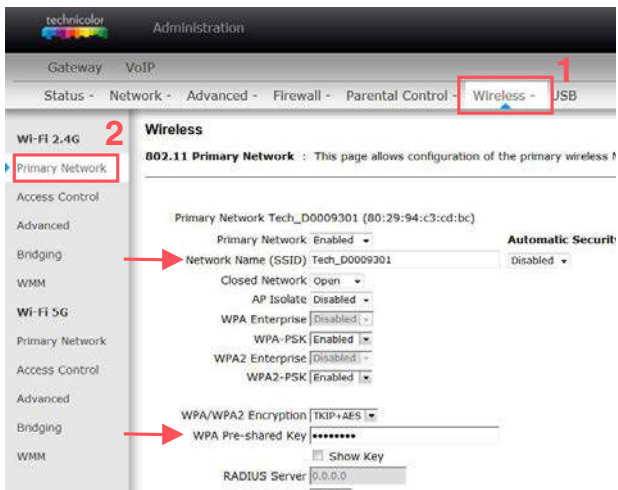 technicolor
Administration
Gateway VoIP
1
Status - Network - Advanced - Firewall - Parental Control - Wireless - USB
Wi-Fi 2.4G
2
Primary Network
Access Control
Advanced
Bridging
WMM
Wi-Fi 5G
Primary Network
Access Control
Advanced
Bridging
WMM
Wireless
802.11 Primary Network : This page allows configuration of the primary wireless
Primary Network Tech_D0009301 (80:29:94:c3:cd:bc)
Primary Network Enabled
Automatic Securit
Network Name (SSID) Tech_D0009301
Disabled
Closed Network Open
AP Isolate Disabled
WPA Enterprise Disabled
WPA-PSK Enabled
WPA2 Enterprise Disabled
WPA2-PSK Enabled
WPA/WPA2 Encryption TKIP+AES
WPA Pre-shared Key ••••••••
Show Key
RADIUS Server 0.0.0.0